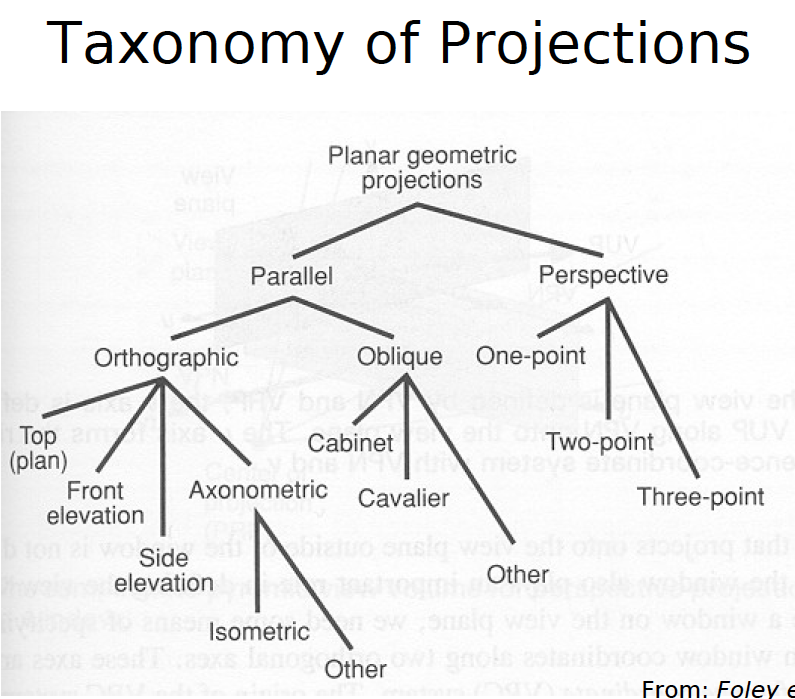 Taxonomy of Projections
Planar geometric
projections
Parallel
Perspective
Orthographic
Oblique
One-point
Top
(plan)
Cabinet
Two-point
Front
elevation
Axonometric
Cavalier
Three-point
Side
elevation
Other
Isometric
Other
From: Foley e